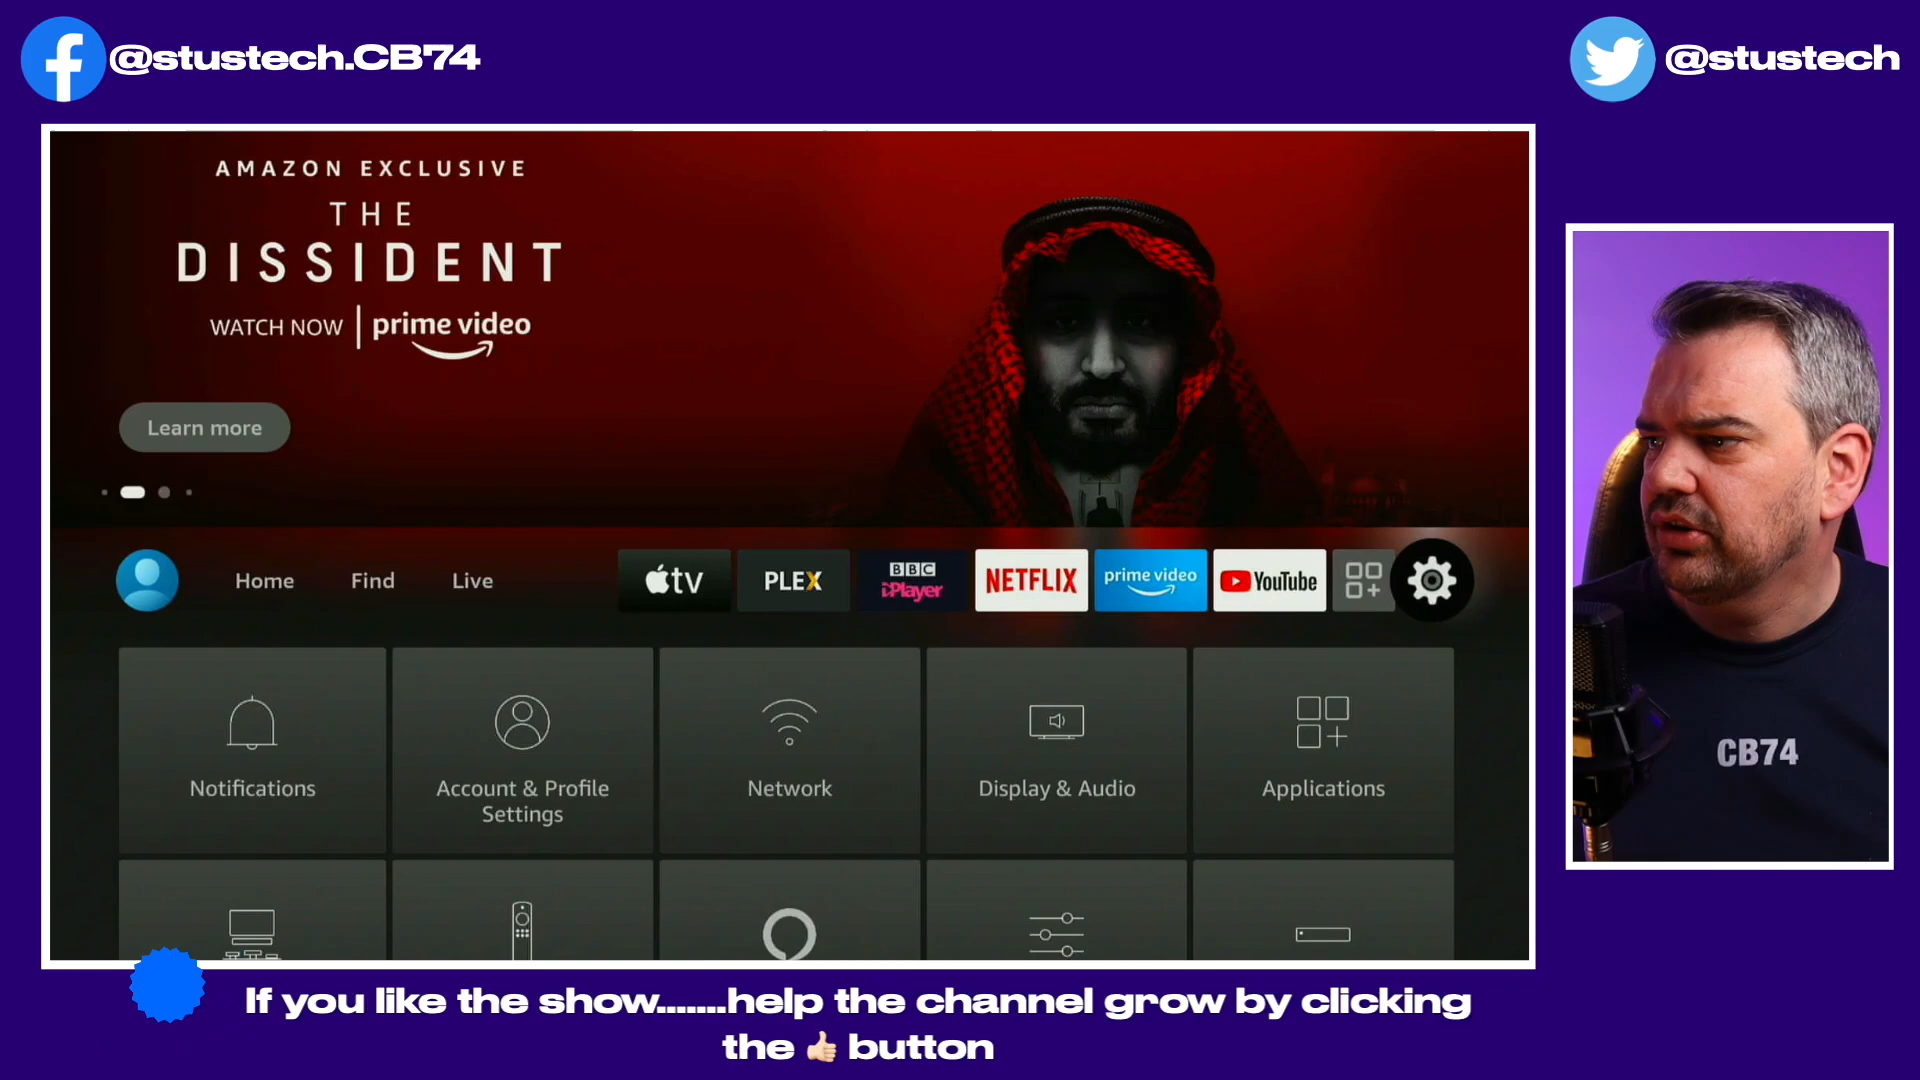 @stustech.CB74
@stustech
AMAZON EXCLUSIVE
THE
DISSIDENT
WATCH NOW | prime video
Learn more
Home Find Live
tv
PLEX
BBC
iPLAYER
NETFLIX
prime video
YouTube
Notifications
Account & Profile
Settings
Network
Display & Audio
Applications
CB74
If you like the show.......help the channel grow by clicking
the 👍🏻 button